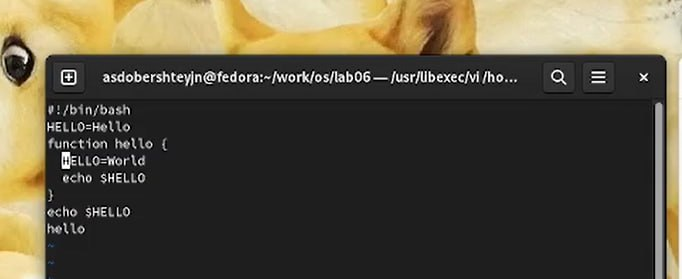 asdobershteyjn@fedora:~/work/os/lab06 — /usr/libexec/vi /ho...
#!/bin/bash
HELLO=Hello
function hello {
  HELLO=World
  echo $HELLO
}
echo $HELLO
hello
~
~